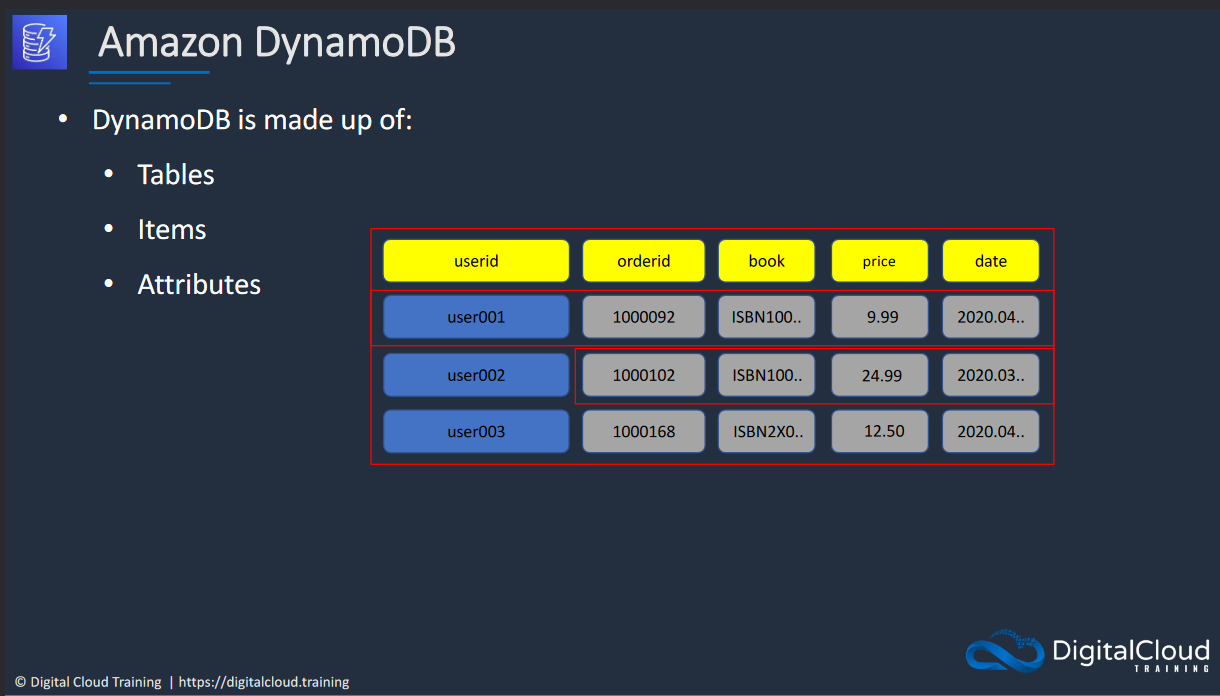 Amazon DynamoDB
• DynamoDB is made up of:
• Tables
• Items
• Attributes
userid orderid book price date
user001 1000092 ISBN100.. 9.99 2020.04..
user002 1000102 ISBN100.. 24.99 2020.03..
user003 1000168 ISBN2X0.. 12.50 2020.04..
DigitalCloud
TRAINING
© Digital Cloud Training | https://digitalcloud.training